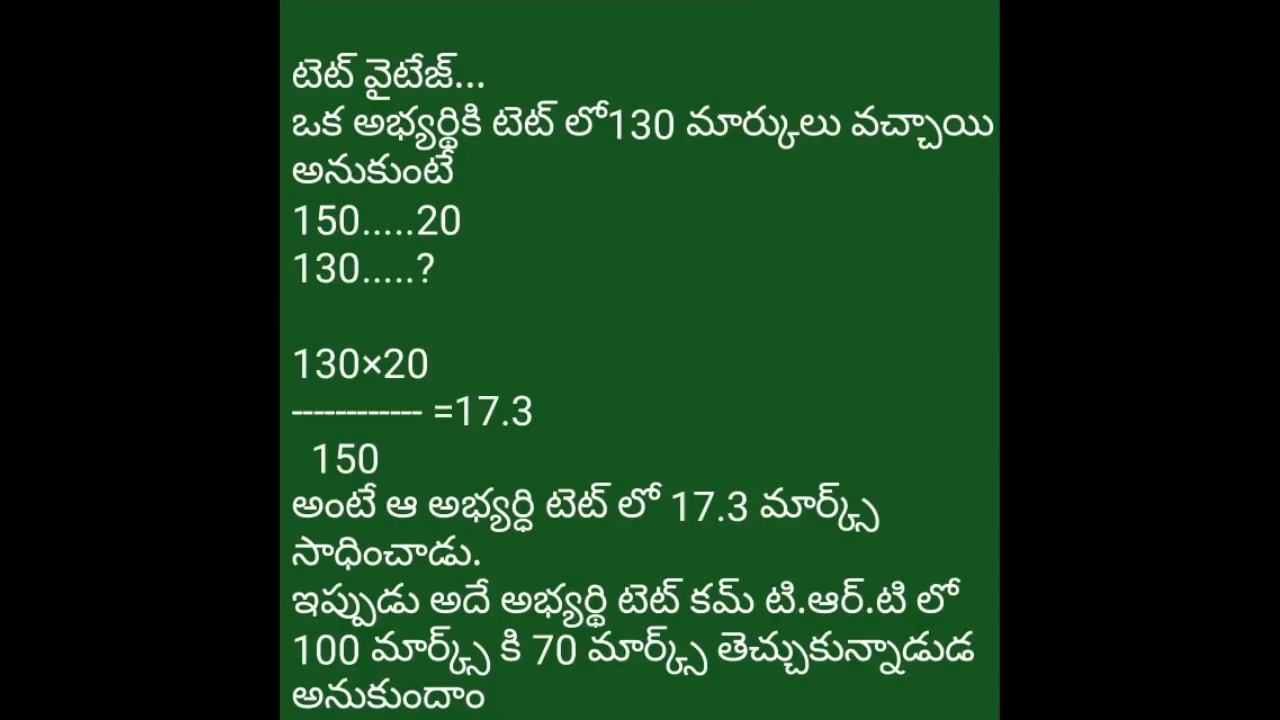 టెట్ వైటేజ్...
ఒక అభ్యర్థికి టెట్ లో130 మార్కులు వచ్చాయి
అనుకుంటే
150.....20
130.....?
130×20
------------ =17.3
150
అంటే ఆ అభ్యర్ధి టెట్ లో 17.3 మార్క్స్
సాధించాడు.
ఇప్పుడు అదే అభ్యర్థి టెట్ కమ్ టి.ఆర్.టి లో
100 మార్క్స్ కి 70 మార్క్స్ తెచ్చుకున్నాడుడ
అనుకుందాం